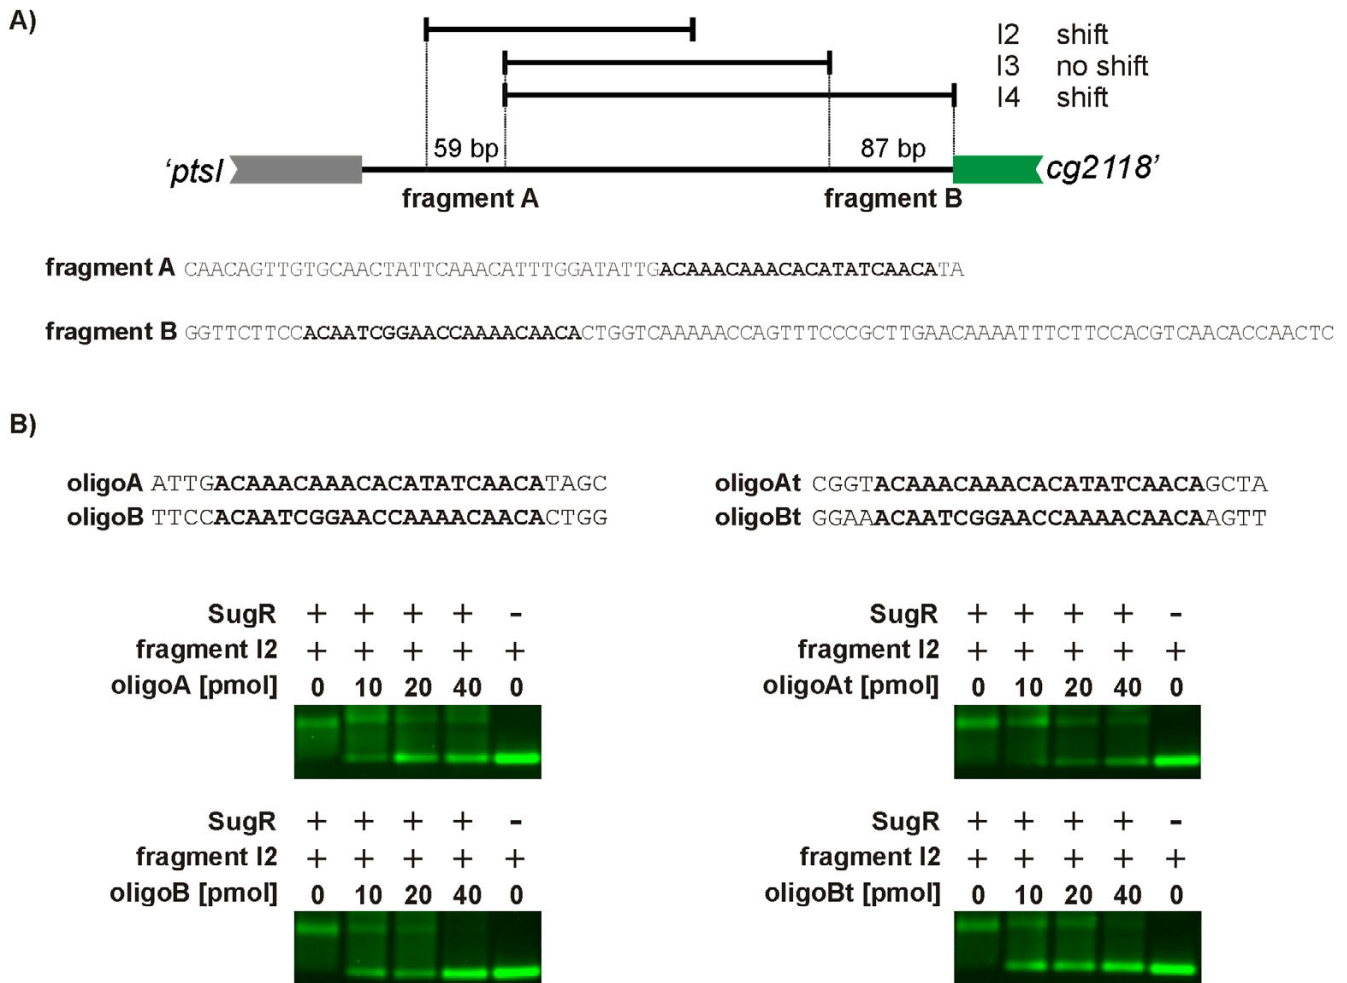 A)
I2 shift
I3 no shift
I4 shift
59 bp
87 bp
'ptsI
cg2118'
fragment A
fragment B
fragment A CAACAGTTGTGCAACTATTCAAACATTTGGATATTGACAAACAAACACATATCAACATA
fragment B GGTTCTTCCACAATCGGAACCAAAACAACACTGGTCAAAAACCAGTTTCCCGCTTGAACAAAATTTCTTCCACGTCAACACCAACTC
B)
oligoA ATTGACAAACAAACACATATCAACATAGC
oligoB TTCCACAATCGGAACCAAAACAACACTGG
oligoAt CGGTACAAACAAACACATATCAACAGCTA
oligoBt GGAAACAATCGGAACCAAAACAACAAGTT
SugR + + + + -
fragment I2 + + + + +
oligoA [pmol] 0 10 20 40 0
SugR + + + + -
fragment I2 + + + + +
oligoAt [pmol] 0 10 20 40 0
SugR + + + + -
fragment I2 + + + + +
oligoB [pmol] 0 10 20 40 0
SugR + + + + -
fragment I2 + + + + +
oligoBt [pmol] 0 10 20 40 0